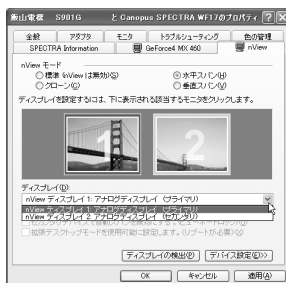 飯山電機 S901G と Canopus SPECTRA WF17のプロパティ
全般 アダプタ モニタ トラブルシューティング 色の管理
SPECTRA Information GeForce4 MX 460 nView
nView モード
標準 (nView は無効)(S) 水平スパン(H)
クローン(C) 垂直スパン(V)
ディスプレイを設定するには、下に表示される該当するモニタをクリックします。
1 2
ディスプレイ(D):
nView ディスプレイ 1: アナログディスプレイ (プライマリ)
nView ディスプレイ 1: アナログディスプレイ (プライマリ)
nView ディスプレイ 2: アナログディスプレイ (セカンダリ)
拡張デスクトップモードを使用可能に設定します。(リブートが必要)(X)
ディスプレイの検出(P) デバイス設定(E)>>
OK キャンセル 適用(A)